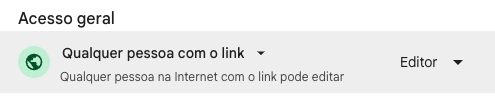 Acesso geral
Qualquer pessoa com o link
Editor
Qualquer pessoa na Internet com o link pode editar